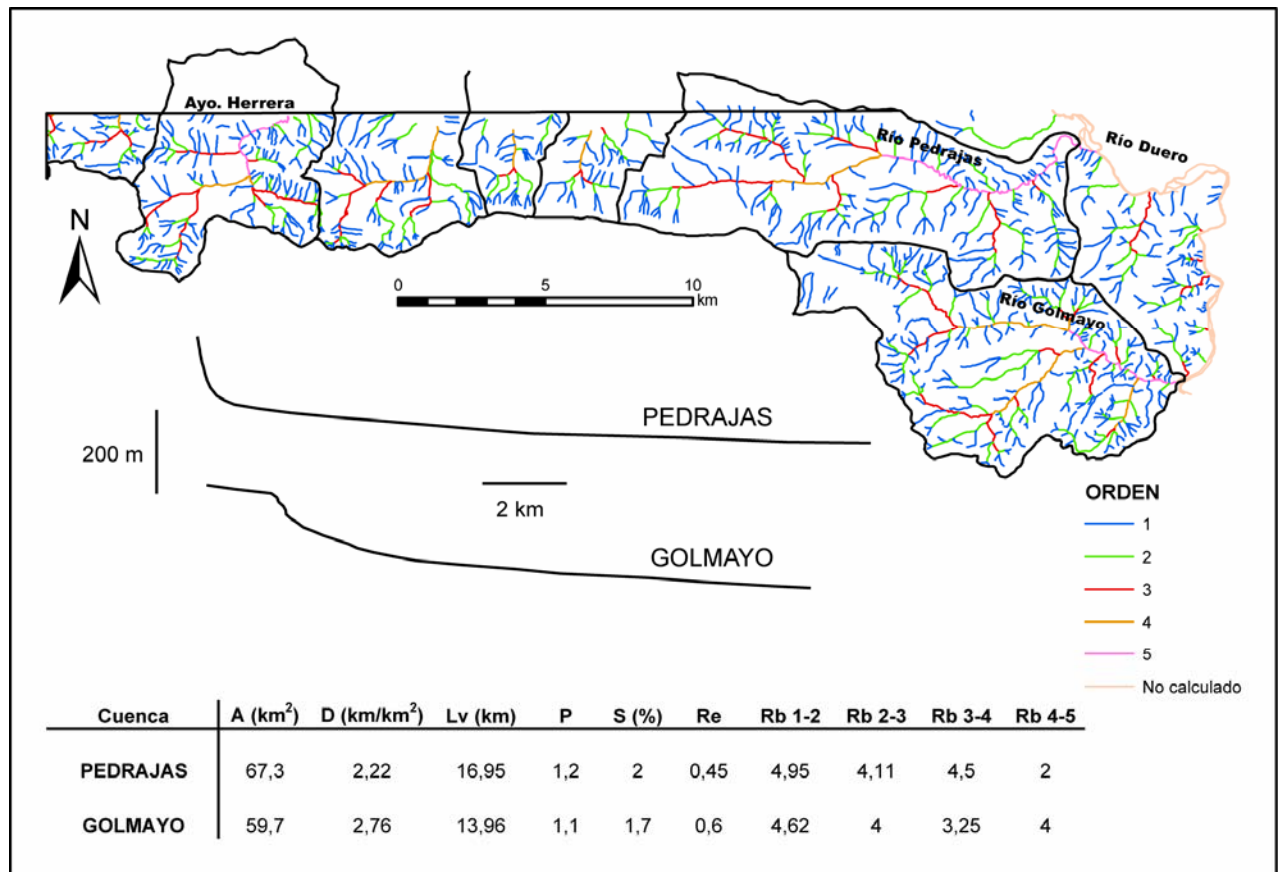 Ayo. Herrera
Río Pedrajas
Río Duero
N
0 5 10
km
Río Golmayo
PEDRAJAS
200 m
2 km
GOLMAYO
ORDEN
1
2
3
4
5
No calculado
Cuenca A (km²) D (km/km²) Lv (km) P S (%) Re Rb 1-2 Rb 2-3 Rb 3-4 Rb 4-5
PEDRAJAS 67,3 2,22 16,95 1,2 2 0,45 4,95 4,11 4,5 2
GOLMAYO 59,7 2,76 13,96 1,1 1,7 0,6 4,62 4 3,25 4